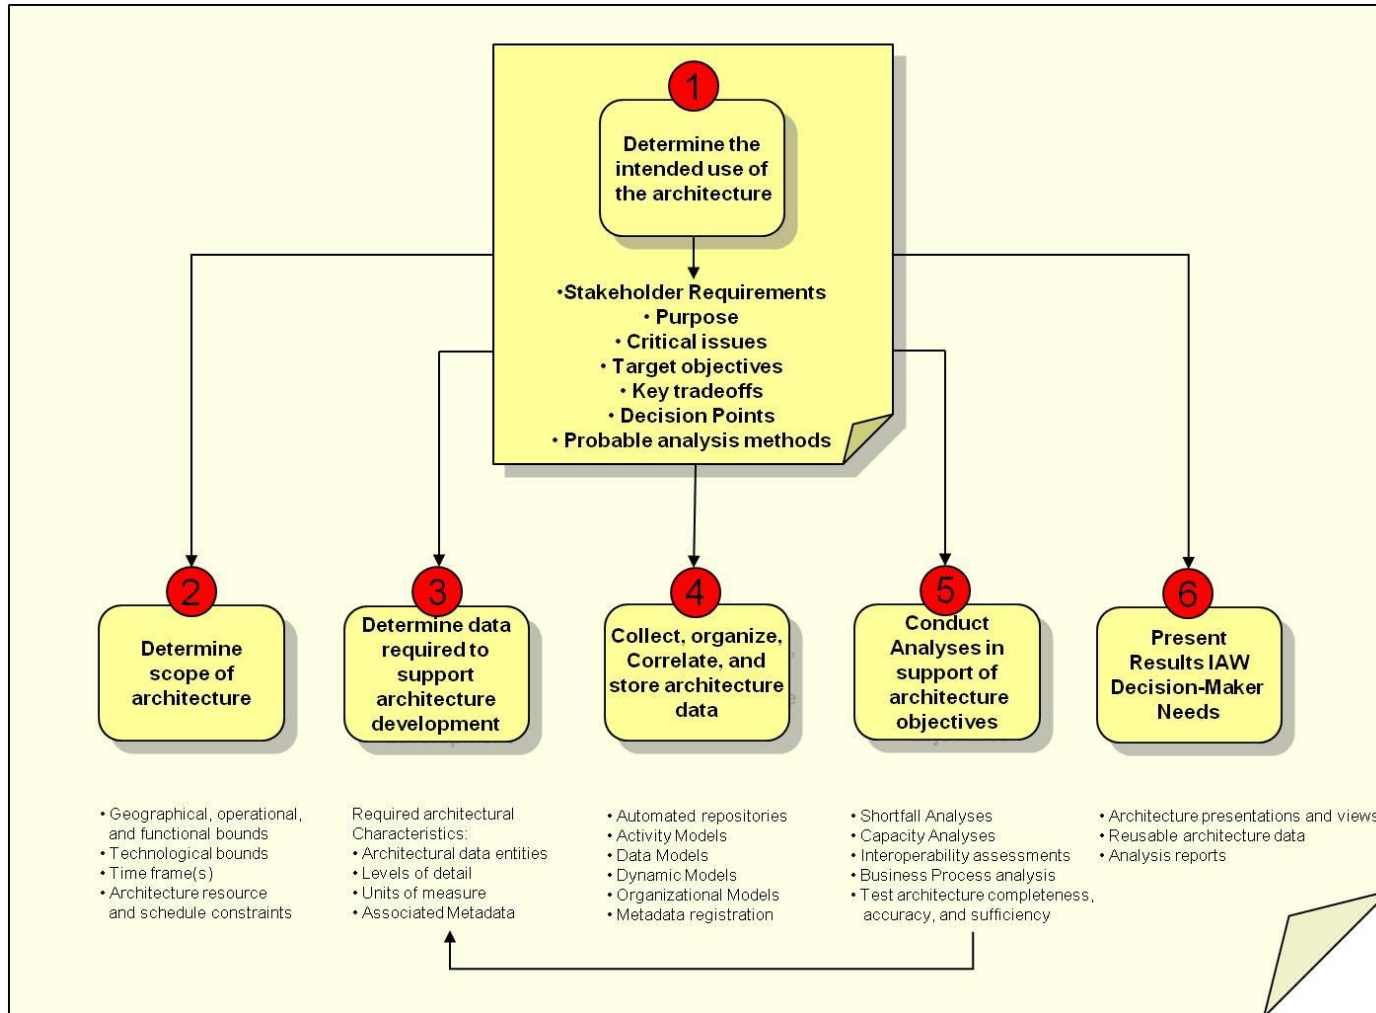 1
Determine the
intended use of
the architecture
•Stakeholder Requirements
• Purpose
• Critical issues
• Target objectives
• Key tradeoffs
• Decision Points
• Probable analysis methods
2
Determine
scope of
architecture
• Geographical, operational,
and functional bounds
• Technological bounds
• Time frame(s)
• Architecture resource
and schedule constraints
3
Determine data
required to
support
architecture
development
Required architectural
Characteristics:
• Architectural data entities
• Levels of detail
• Units of measure
• Associated Metadata
4
Collect, organize,
Correlate, and
store architecture
data
• Automated repositories
• Activity Models
• Data Models
• Dynamic Models
• Organizational Models
• Metadata registration
5
Conduct
Analyses in
support of
architecture
objectives
• Shortfall Analyses
• Capacity Analyses
• Interoperability assessments
• Business Process analysis
• Test architecture completeness,
accuracy, and sufficiency
6
Present
Results IAW
Decision-Maker
Needs
• Architecture presentations and views
• Reusable architecture data
• Analysis reports